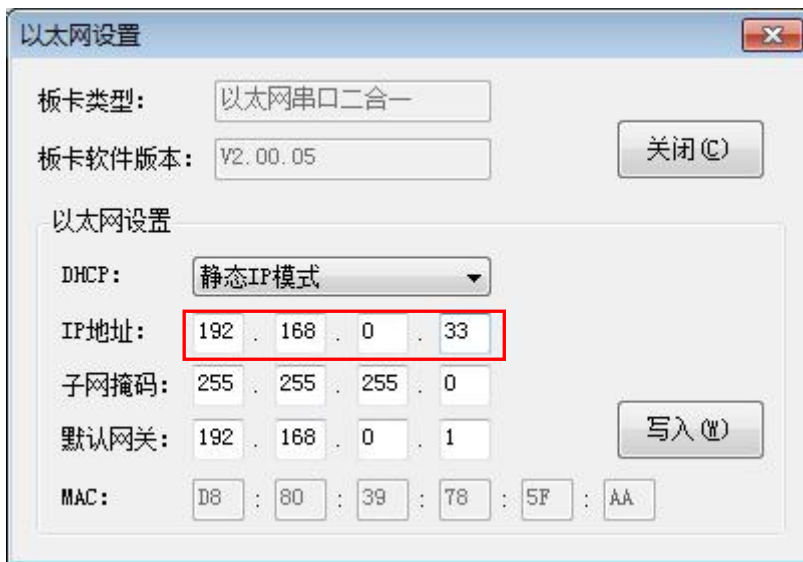 以太网设置
板卡类型: 以太网串口二合一
板卡软件版本: V2.00.05
关闭(C)
以太网设置
DHCP: 静态IP模式
IP地址: 192 . 168 . 0 . 33
子网掩码: 255 . 255 . 255 . 0
默认网关: 192 . 168 . 0 . 1
写入(W)
MAC: D8 : 80 : 39 : 78 : 5F : AA